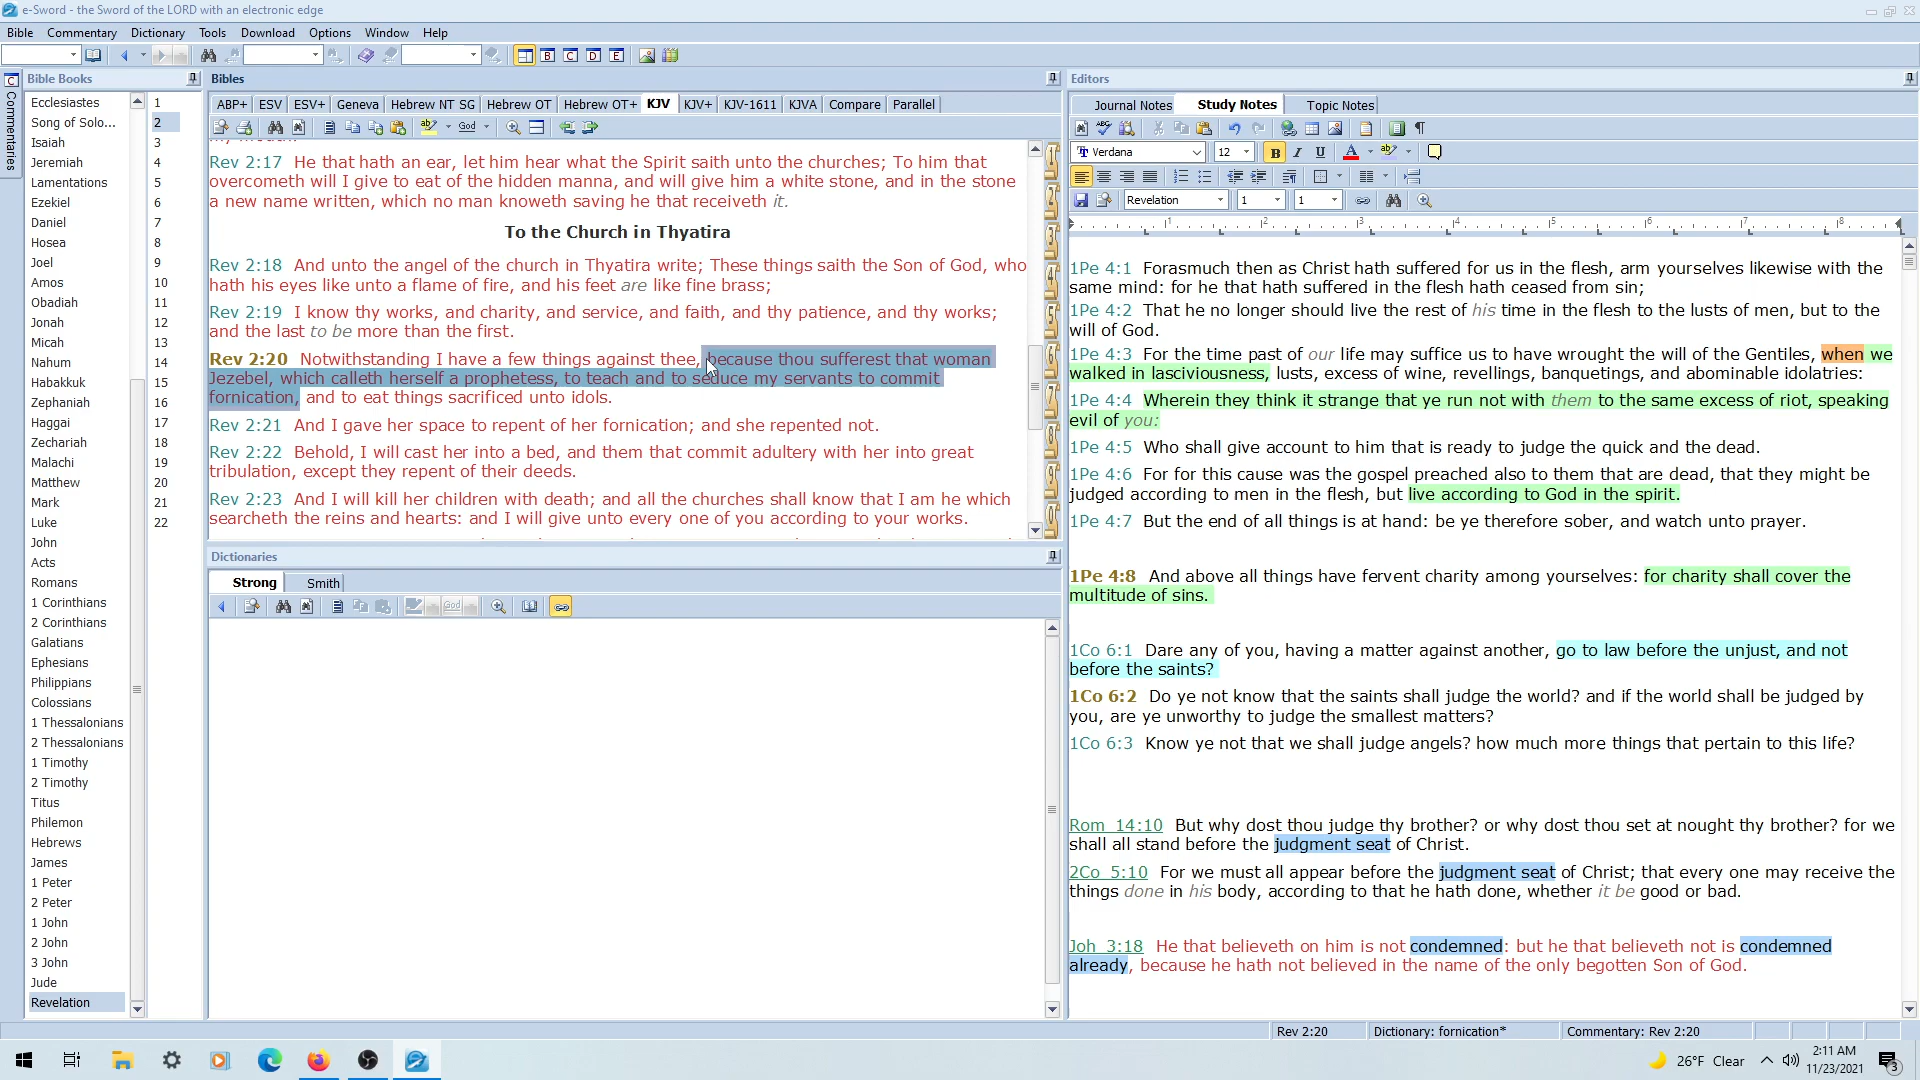 e-Sword - the Sword of the LORD with an electronic edge
Bible Commentary Dictionary Tools Download Options Window Help
B C D E
Commentaries
Bible Books
Ecclesiastes
Song of Solo...
Isaiah
Jeremiah
Lamentations
Ezekiel
Daniel
Hosea
Joel
Amos
Obadiah
Jonah
Micah
Nahum
Habakkuk
Zephaniah
Haggai
Zechariah
Malachi
Matthew
Mark
Luke
John
Acts
Romans
1 Corinthians
2 Corinthians
Galatians
Ephesians
Philippians
Colossians
1 Thessalonians
2 Thessalonians
1 Timothy
2 Timothy
Titus
Philemon
Hebrews
James
1 Peter
2 Peter
1 John
2 John
3 John
Jude
Revelation
1
2
3
4
5
6
7
8
9
10
11
12
13
14
15
16
17
18
19
20
21
22
Bibles
ABP+ ESV ESV+ Geneva Hebrew NT SG Hebrew OT Hebrew OT+ KJV KJV+ KJV-1611 KJVA Compare Parallel
God
Rev 2:17 He that hath an ear, let him hear what the Spirit saith unto the churches; To him that
overcometh will I give to eat of the hidden manna, and will give him a white stone, and in the stone
a new name written, which no man knoweth saving he that receiveth it.
To the Church in Thyatira
Rev 2:18 And unto the angel of the church in Thyatira write; These things saith the Son of God, who
hath his eyes like unto a flame of fire, and his feet are like fine brass;
Rev 2:19 I know thy works, and charity, and service, and faith, and thy patience, and thy works;
and the last to be more than the first.
Rev 2:20 Notwithstanding I have a few things against thee, because thou sufferest that woman
Jezebel, which calleth herself a prophetess, to teach and to seduce my servants to commit
fornication, and to eat things sacrificed unto idols.
Rev 2:21 And I gave her space to repent of her fornication; and she repented not.
Rev 2:22 Behold, I will cast her into a bed, and them that commit adultery with her into great
tribulation, except they repent of their deeds.
Rev 2:23 And I will kill her children with death; and all the churches shall know that I am he which
searcheth the reins and hearts: and I will give unto every one of you according to your works.
1
2
3
4
5
6
7
8
9
0
Dictionaries
Strong Smith
God
Editors
Journal Notes Study Notes Topic Notes
Verdana 12 B I U A
Revelation 1 1
1 2 3 4 5 6 7 8
1Pe 4:1 Forasmuch then as Christ hath suffered for us in the flesh, arm yourselves likewise with the
same mind: for he that hath suffered in the flesh hath ceased from sin;
1Pe 4:2 That he no longer should live the rest of his time in the flesh to the lusts of men, but to the
will of God.
1Pe 4:3 For the time past of our life may suffice us to have wrought the will of the Gentiles, when we
walked in lasciviousness, lusts, excess of wine, revellings, banquetings, and abominable idolatries:
1Pe 4:4 Wherein they think it strange that ye run not with them to the same excess of riot, speaking
evil of you:
1Pe 4:5 Who shall give account to him that is ready to judge the quick and the dead.
1Pe 4:6 For for this cause was the gospel preached also to them that are dead, that they might be
judged according to men in the flesh, but live according to God in the spirit.
1Pe 4:7 But the end of all things is at hand: be ye therefore sober, and watch unto prayer.
1Pe 4:8 And above all things have fervent charity among yourselves: for charity shall cover the
multitude of sins.
1Co 6:1 Dare any of you, having a matter against another, go to law before the unjust, and not
before the saints?
1Co 6:2 Do ye not know that the saints shall judge the world? and if the world shall be judged by
you, are ye unworthy to judge the smallest matters?
1Co 6:3 Know ye not that we shall judge angels? how much more things that pertain to this life?
Rom 14:10 But why dost thou judge thy brother? or why dost thou set at nought thy brother? for we
shall all stand before the judgment seat of Christ.
2Co 5:10 For we must all appear before the judgment seat of Christ; that every one may receive the
things done in his body, according to that he hath done, whether it be good or bad.
Joh 3:18 He that believeth on him is not condemned: but he that believeth not is condemned
already, because he hath not believed in the name of the only begotten Son of God.
Rev 2:20 Dictionary: fornication* Commentary: Rev 2:20
26°F Clear 2:11 AM
11/23/2021
3